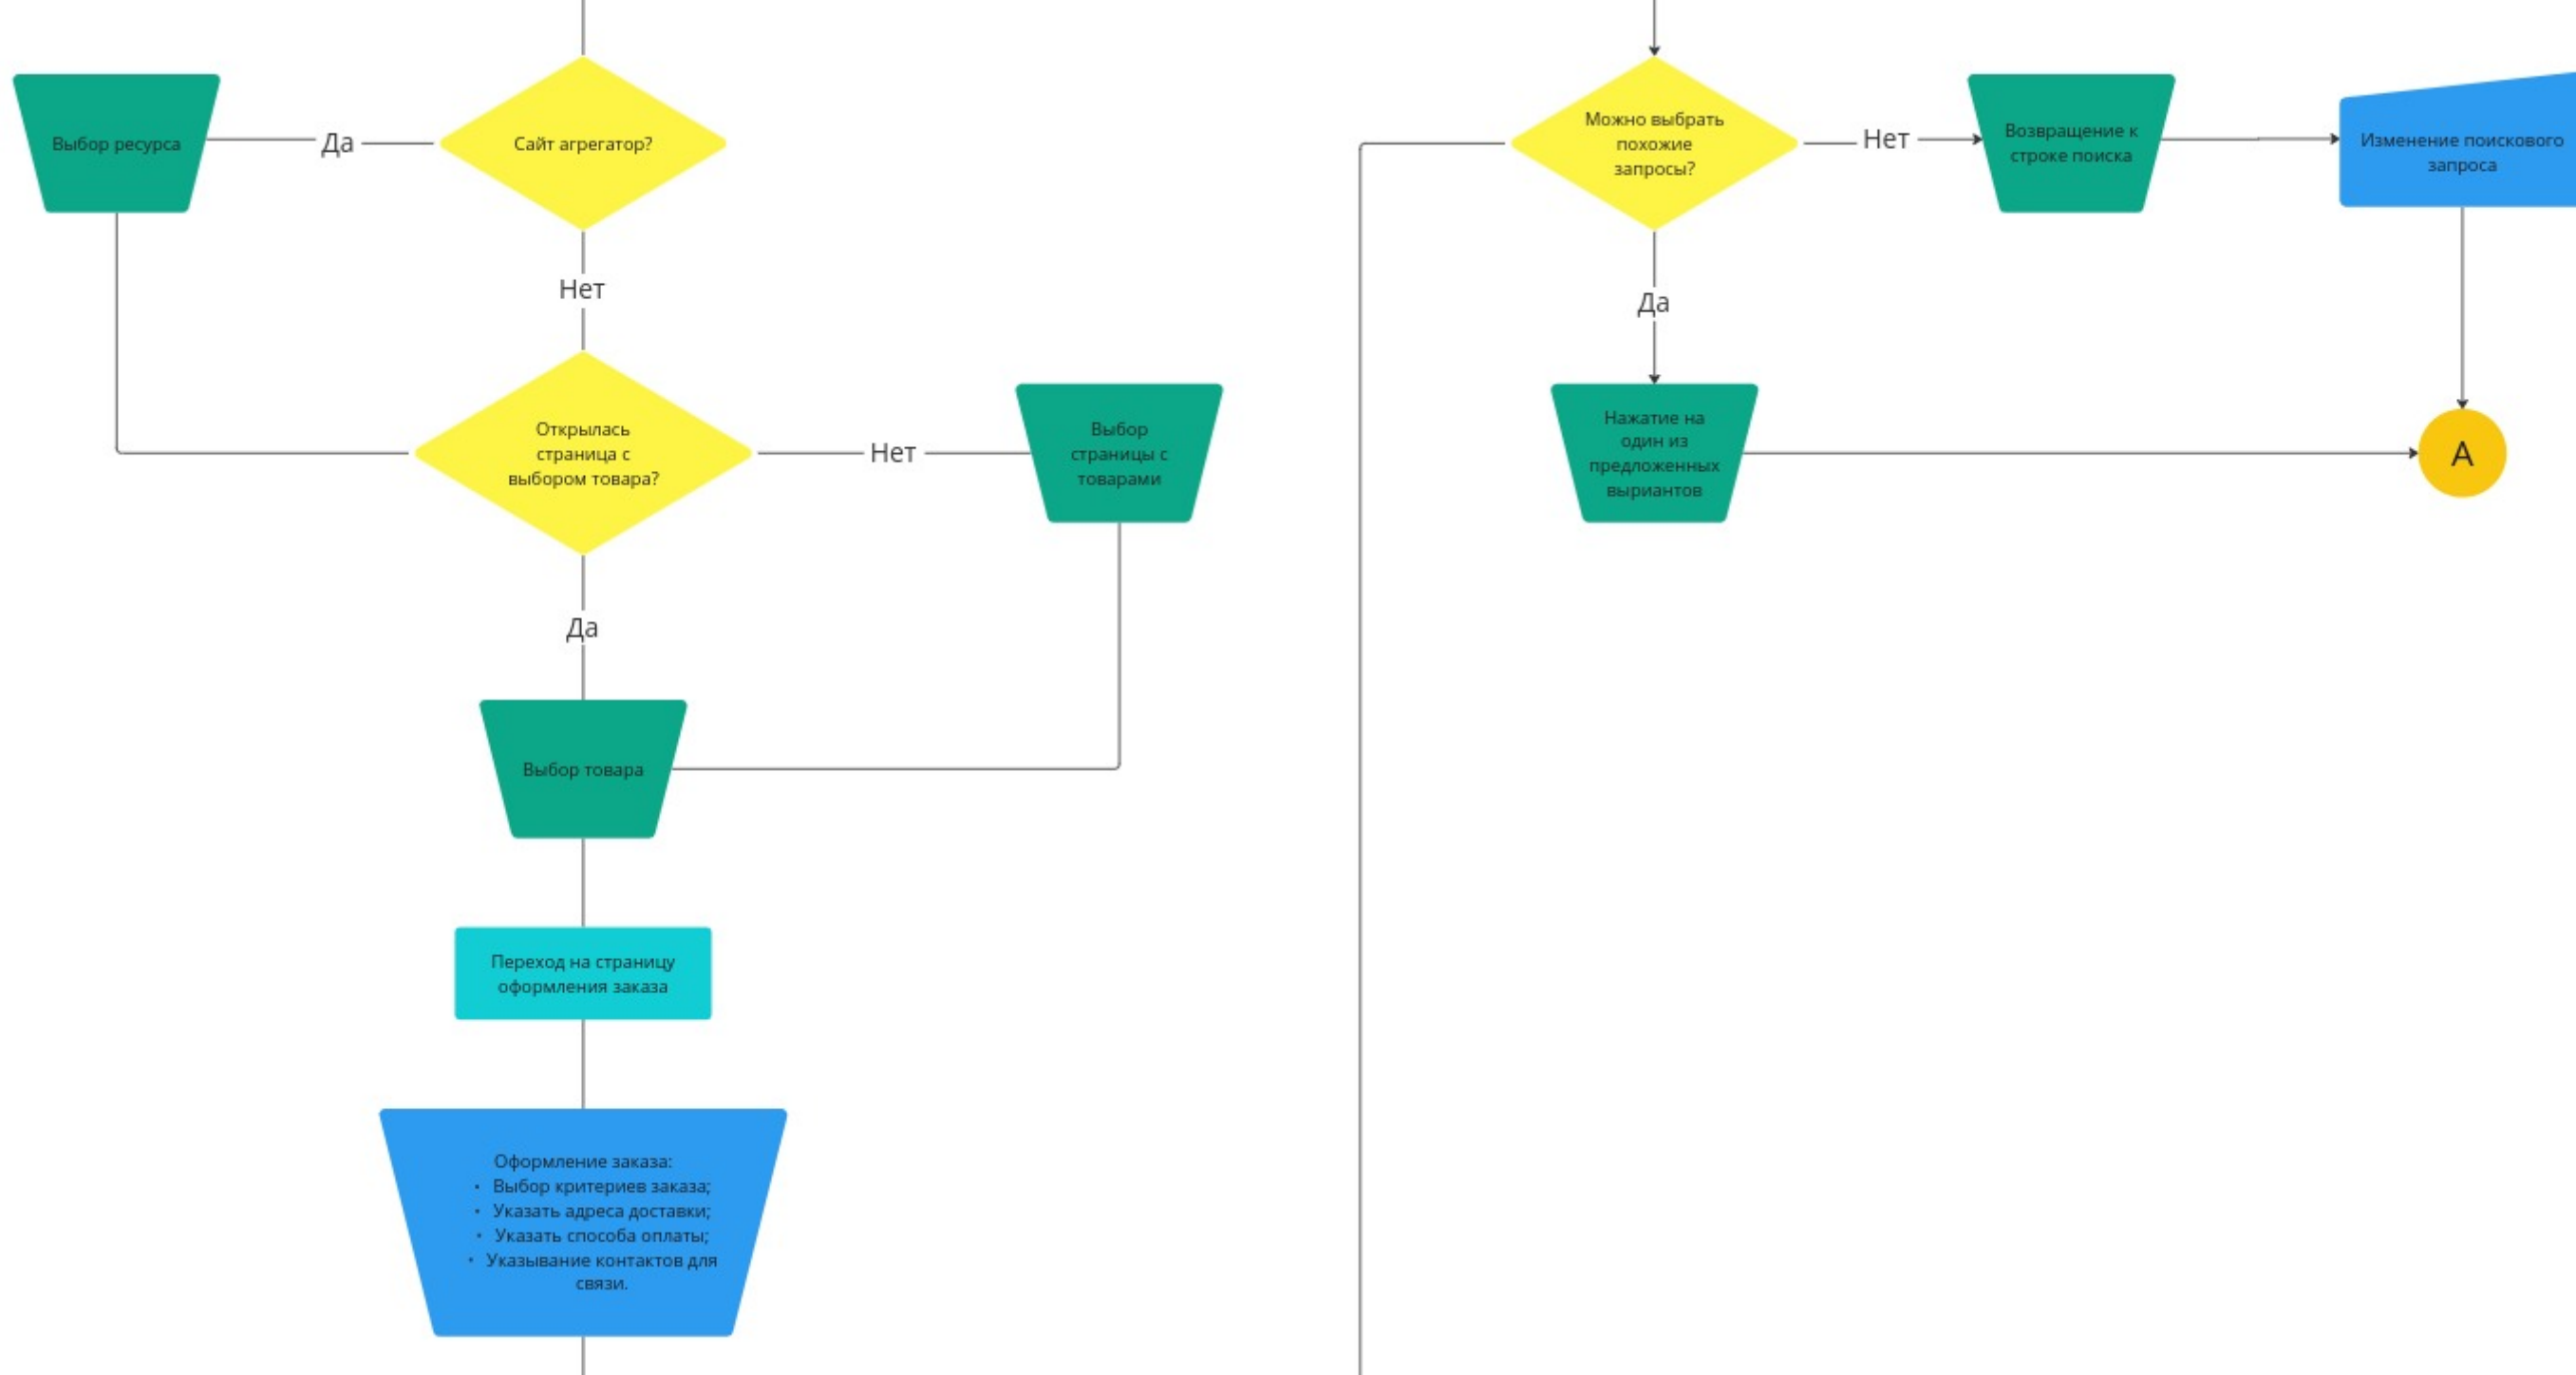 Выбор ресурса
Да
Сайт агрегатор?
Нет
Открылась
страница с
выбором товара?
Нет
Выбор
страницы с
товарами
Да
Выбор товара
Переход на страницу
оформления заказа
Оформление заказа:
• Выбор критериев заказа;
• Указать адреса доставки;
• Указать способа оплаты;
• Указывание контактов для
связи.
Можно выбрать
похожие
запросы?
Нет
Возвращение к
строке поиска
Изменение поискового
запроса
Да
Нажатие на
один из
предложенных
выриантов
А